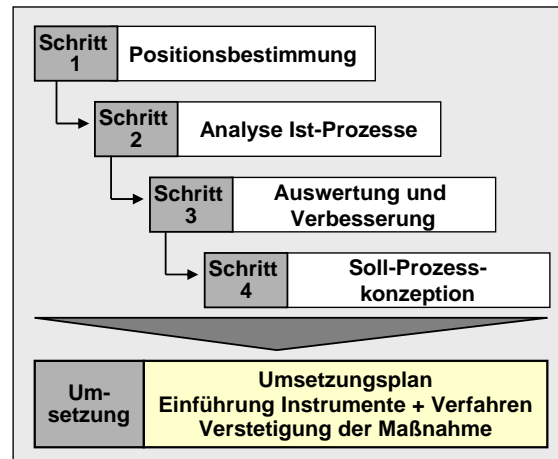 Schritt
1
Positionsbestimmung
Schritt
2
Analyse Ist-Prozesse
Schritt
3
Auswertung und
Verbesserung
Schritt
4
Soll-Prozess-
konzeption
Um-
setzung
Umsetzungsplan
Einführung Instrumente + Verfahren
Verstetigung der Maßnahme